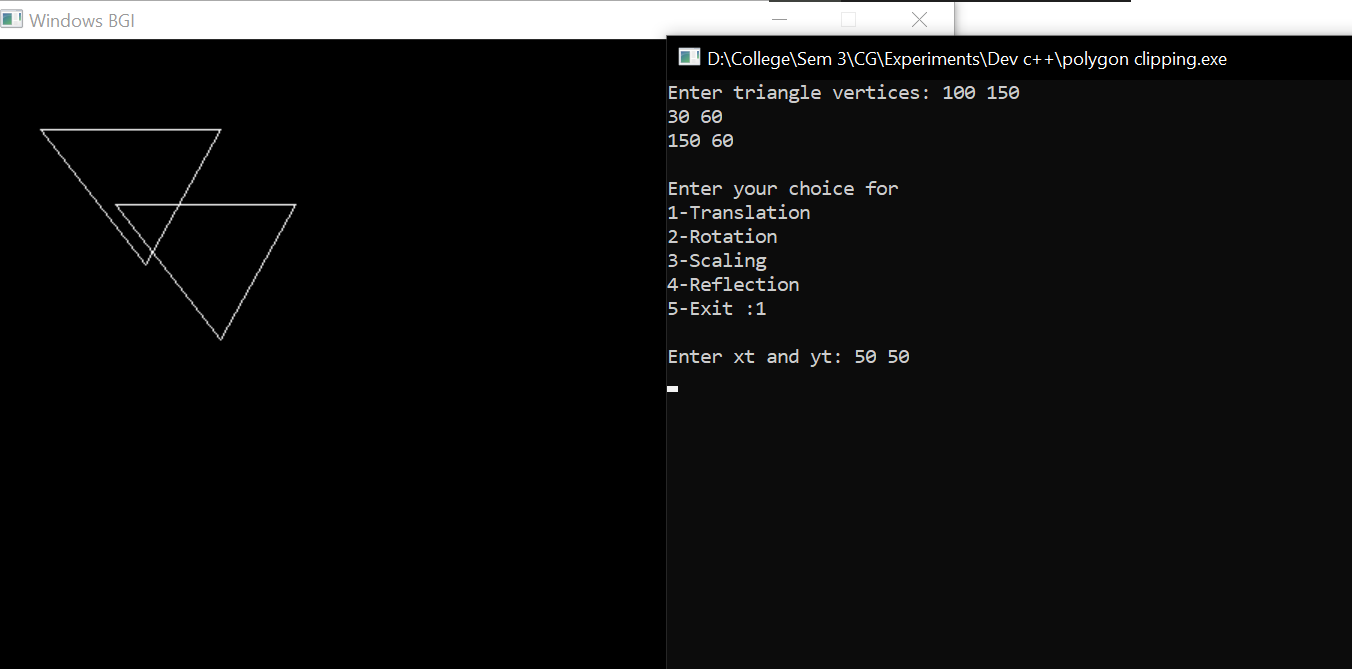 Windows BGI
D:\College\Sem 3\CG\Experiments\Dev c++\polygon clipping.exe
Enter triangle vertices: 100 150
30 60
150 60
Enter your choice for
1-Translation
2-Rotation
3-Scaling
4-Reflection
5-Exit :1
Enter xt and yt: 50 50